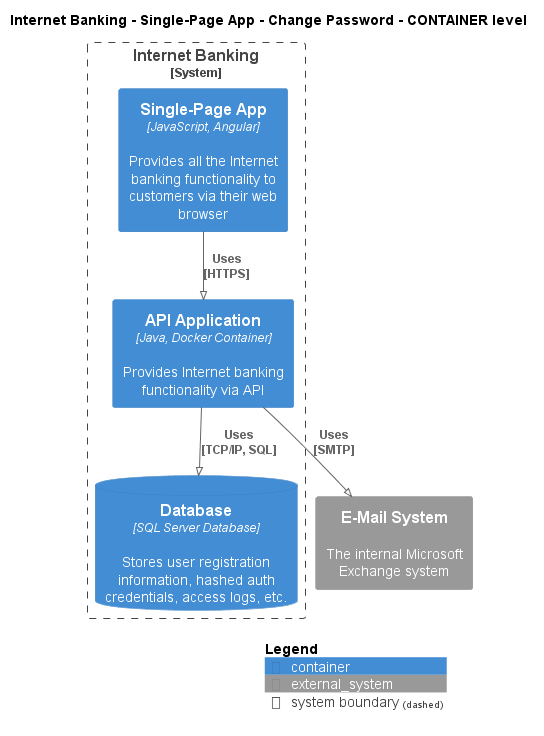 Internet Banking - Single-Page App - Change Password - CONTAINER level
Internet Banking
[System]
Single-Page App
[JavaScript, Angular]
Provides all the Internet
banking functionality to
customers via their web
browser
Uses
[HTTPS]
API Application
[Java, Docker Container]
Provides Internet banking
functionality via API
Uses
[TCP/IP, SQL]
Uses
[SMTP]
Database
[SQL Server Database]
Stores user registration
information, hashed auth
credentials, access logs, etc.
E-Mail System
The internal Microsoft
Exchange system
Legend
container
external_system
system boundary (dashed)